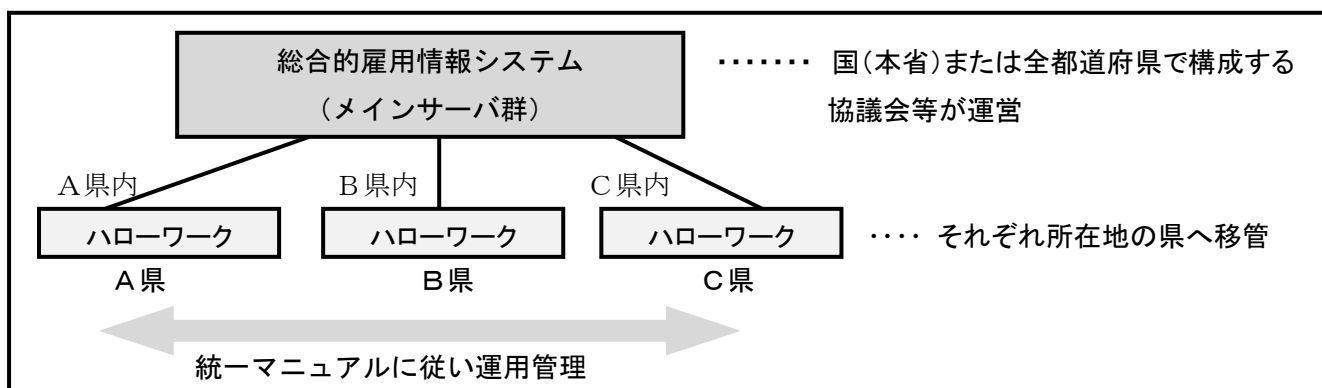 総合的雇用情報システム
（メインサーバ群）
‥‥‥‥ 国（本省）または全都道府県で構成する
協議会等が運営
Ａ県内
Ｂ県内
Ｃ県内
ハローワーク
ハローワーク
ハローワーク
‥‥ それぞれ所在地の県へ移管
Ａ県
Ｂ県
Ｃ県
統一マニュアルに従い運用管理